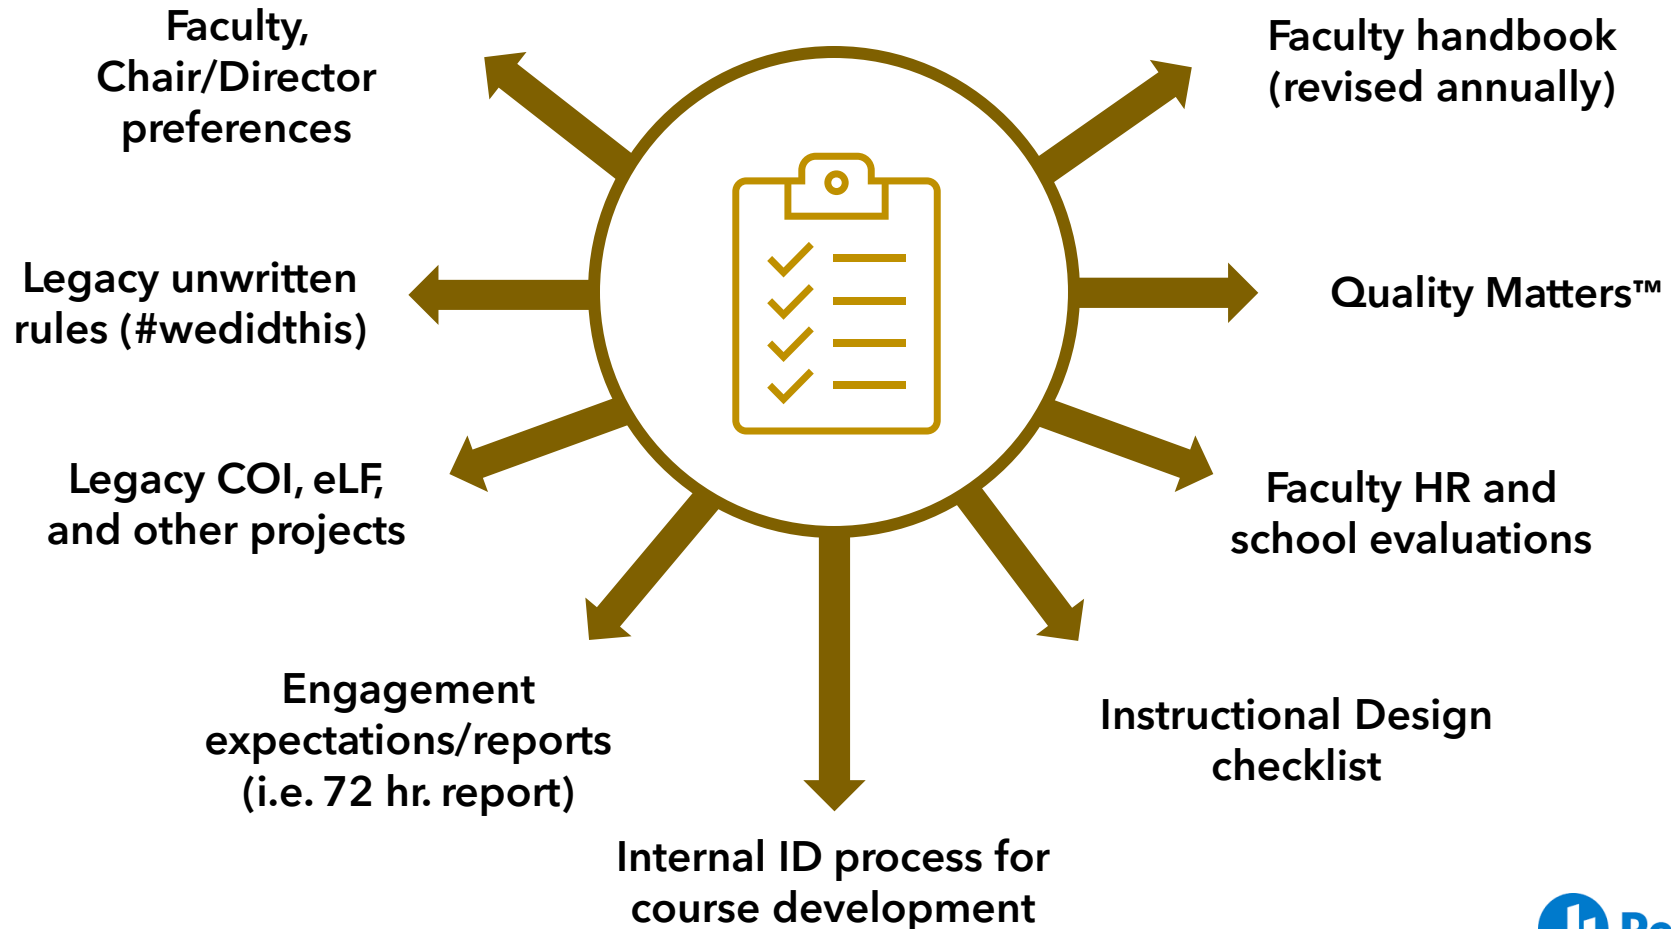 Faculty,
Chair/Director
preferences
Faculty handbook
(revised annually)
Legacy unwritten
rules (#wedidthis)
Quality Matters™
Legacy COI, eLF,
and other projects
Faculty HR and
school evaluations
Engagement
expectations/reports
(i.e. 72 hr. report)
Instructional Design
checklist
Internal ID process for
course development